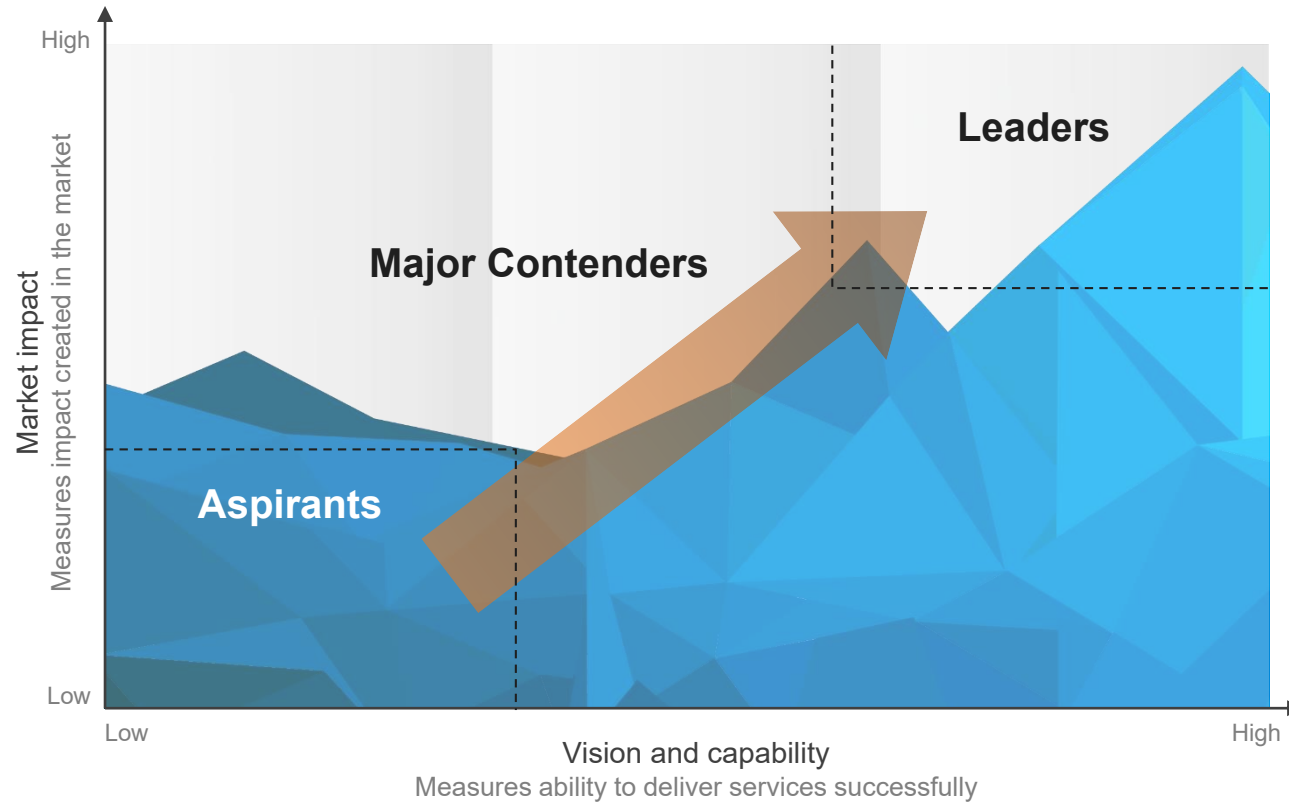 High
Leaders
Major Contenders
Market impact
Measures impact created in the market
Aspirants
Low
Low
High
Vision and capability
Measures ability to deliver services successfully